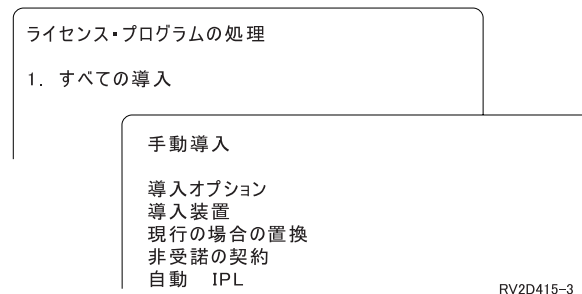 ライセンス・プログラムの処理
1. すべての導入
手動導入
導入オプション
導入装置
現行の場合の置換
非受諾の契約
自動 IPL
RV2D415-3